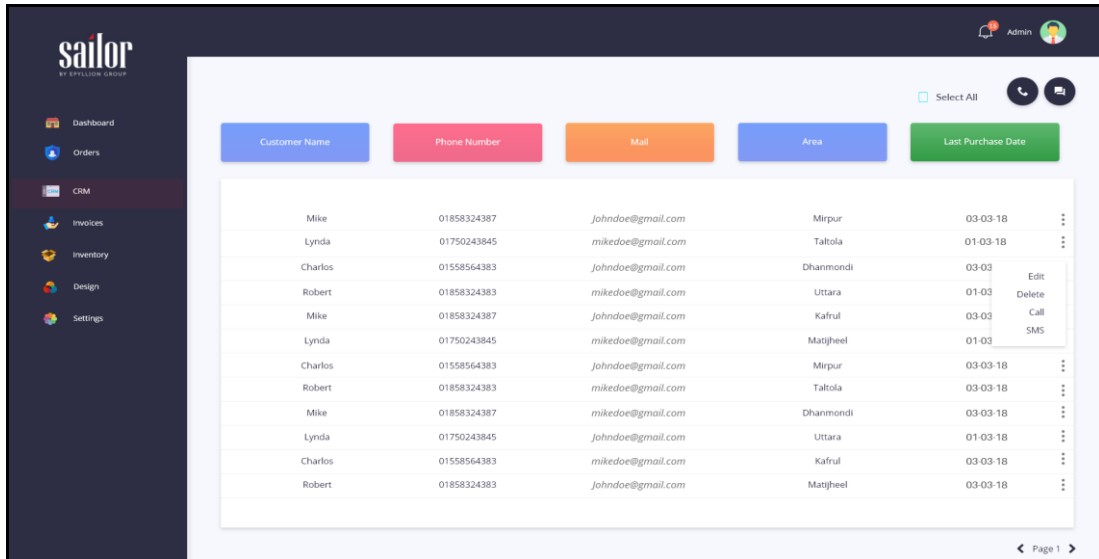 sailor
BY EPYLLION GROUP
15
Admin
Select All
Dashboard
Orders
CRM
CRM
Invoices
Inventory
Design
Settings
Customer Name Phone Number Mail Area Last Purchase Date
Mike 01858324387 Johndoe@gmail.com Mirpur 03-03-18
Lynda 01750243845 mikedoe@gmail.com Taltola 01-03-18
Charlos 01558564383 Johndoe@gmail.com Dhanmondi 03-03
Robert 01858324383 mikedoe@gmail.com Uttara 01-03
Mike 01858324387 Johndoe@gmail.com Kafrul 03-03
Lynda 01750243845 mikedoe@gmail.com Matijheel 01-03
Edit
Delete
Call
SMS
Charlos 01558564383 Johndoe@gmail.com Mirpur 03-03-18
Robert 01858324383 mikedoe@gmail.com Taltola 03-03-18
Mike 01858324387 mikedoe@gmail.com Dhanmondi 03-03-18
Lynda 01750243845 Johndoe@gmail.com Uttara 01-03-18
Charlos 01558564383 mikedoe@gmail.com Kafrul 03-03-18
Robert 01858324383 Johndoe@gmail.com Matijheel 03-03-18
Page 1